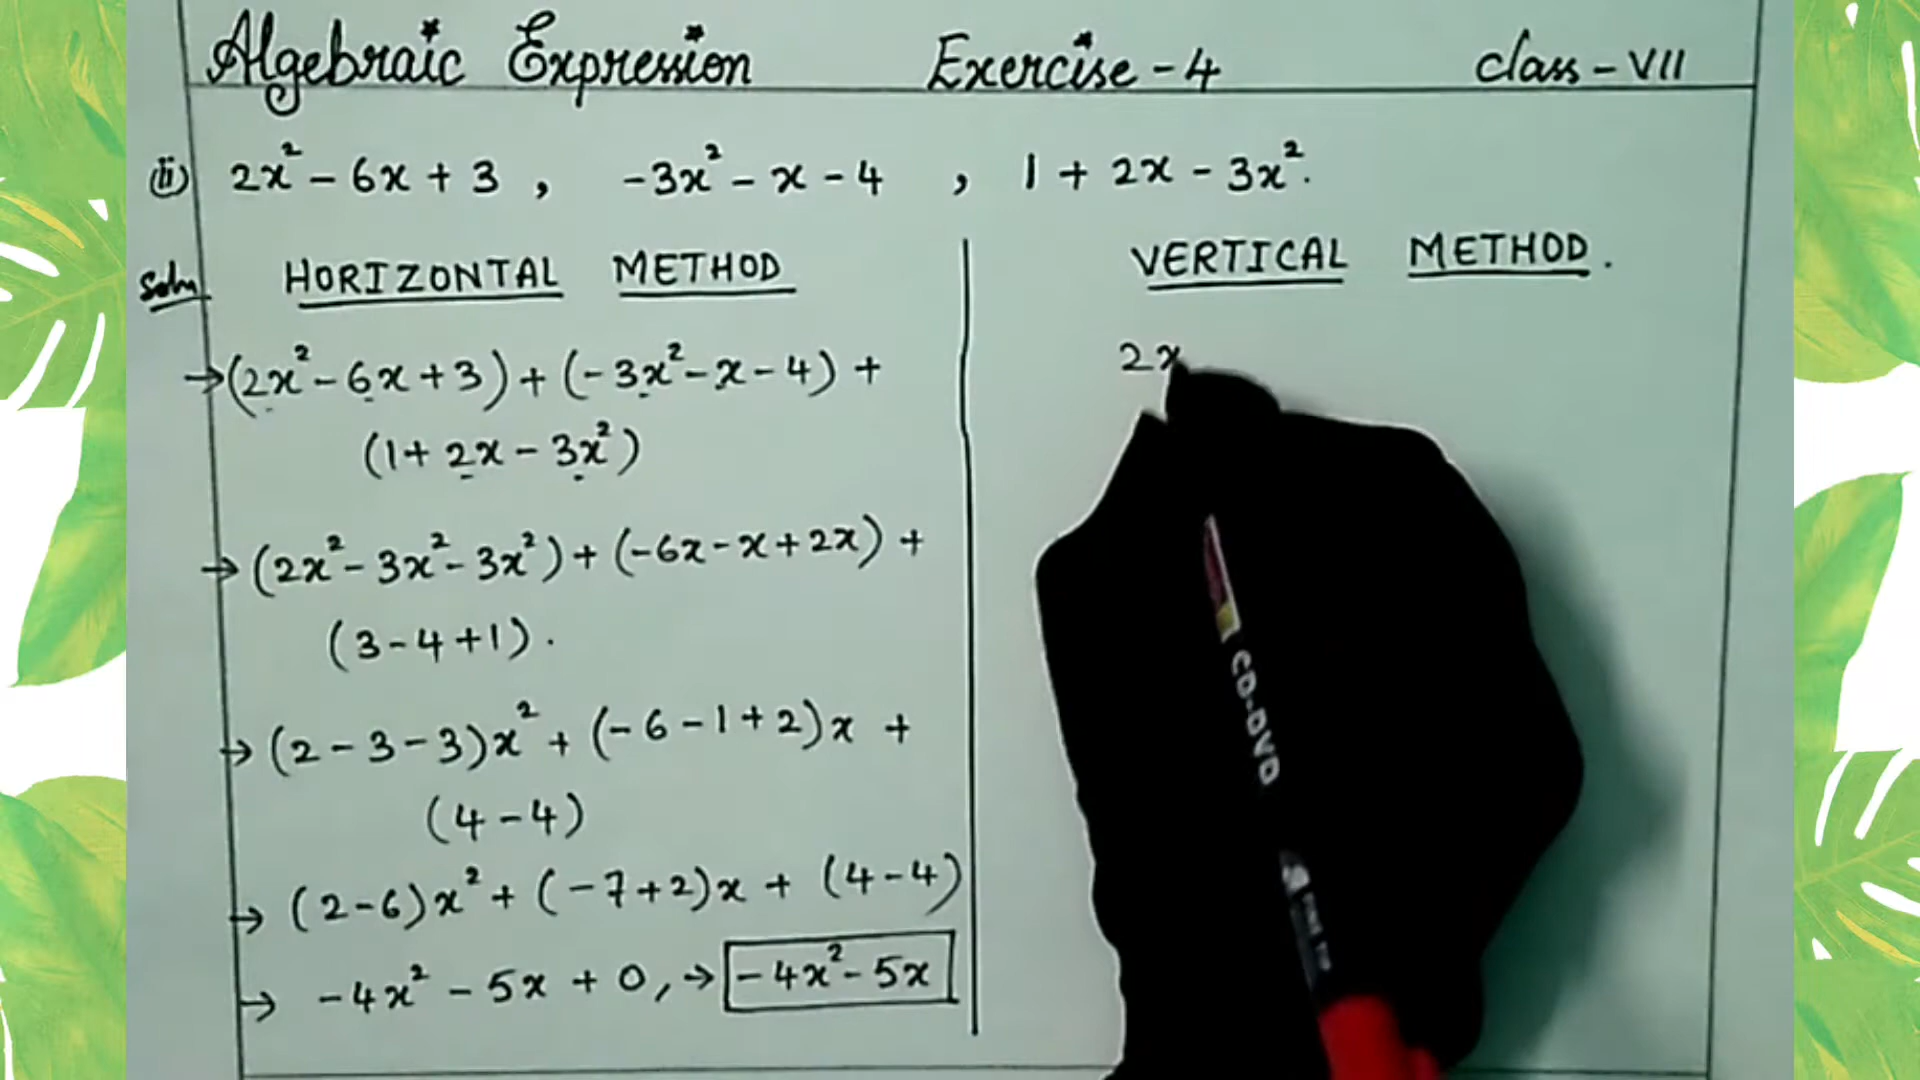 Algebraic Expression Exercise - 4 class - VII
(ii) 2x² - 6x + 3 , -3x² - x - 4 , 1 + 2x - 3x².
Soln HORIZONTAL METHOD
→ (2x² - 6x + 3) + (-3x² - x - 4) +
(1 + 2x - 3x²)
→ (2x² - 3x² - 3x²) + (-6x - x + 2x) +
(3 - 4 + 1).
→ (2 - 3 - 3)x² + (-6 - 1 + 2)x +
(4 - 4)
→ (2 - 6)x² + (-7 + 2)x + (4 - 4)
→ -4x² - 5x + 0, → -4x² - 5x
VERTICAL METHOD.
2x
CD-DVD